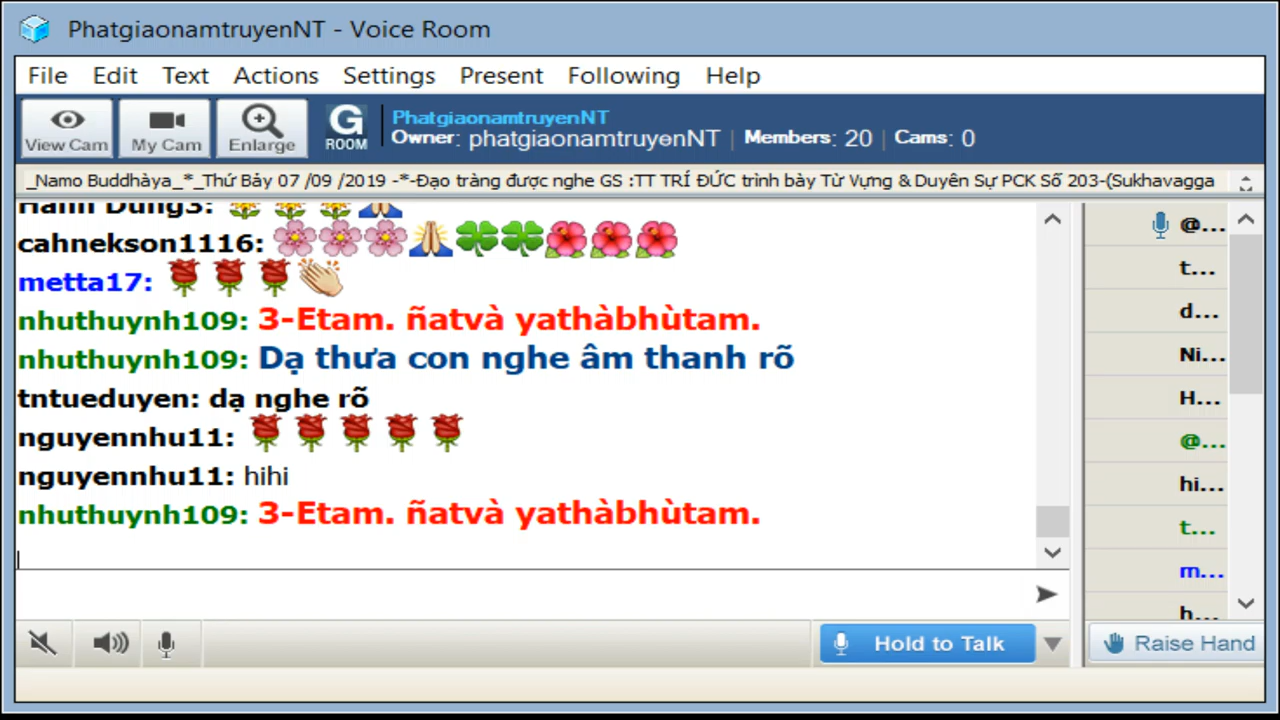 PhatgiaonamtruyenNT - Voice Room
File Edit Text Actions Settings Present Following Help
View Cam My Cam Enlarge G ROOM
PhatgiaonamtruyenNT
Owner: phatgiaonamtruyenNT | Members: 20 | Cams: 0
_Namo Buddhàya_*_Thứ Bảy 07 /09 /2019 -*-Đạo tràng được nghe GS :TT TRÍ ĐỨC trình bày Từ Vựng & Duyên Sự PCK Số 203-(Sukhavagga
Hạnh Dung3:
cahnekson1116:
metta17:
nhuthuynh109: 3-Etam. ñatvà yathàbhùtam.
nhuthuynh109: Dạ thưa con nghe âm thanh rõ
tntueduyen: dạ nghe rõ
nguyennhu11:
nguyennhu11: hihi
nhuthuynh109: 3-Etam. ñatvà yathàbhùtam.
@...
t...
d...
Ni...
H...
@...
hi...
t...
m...
h...
Hold to Talk
Raise Hand